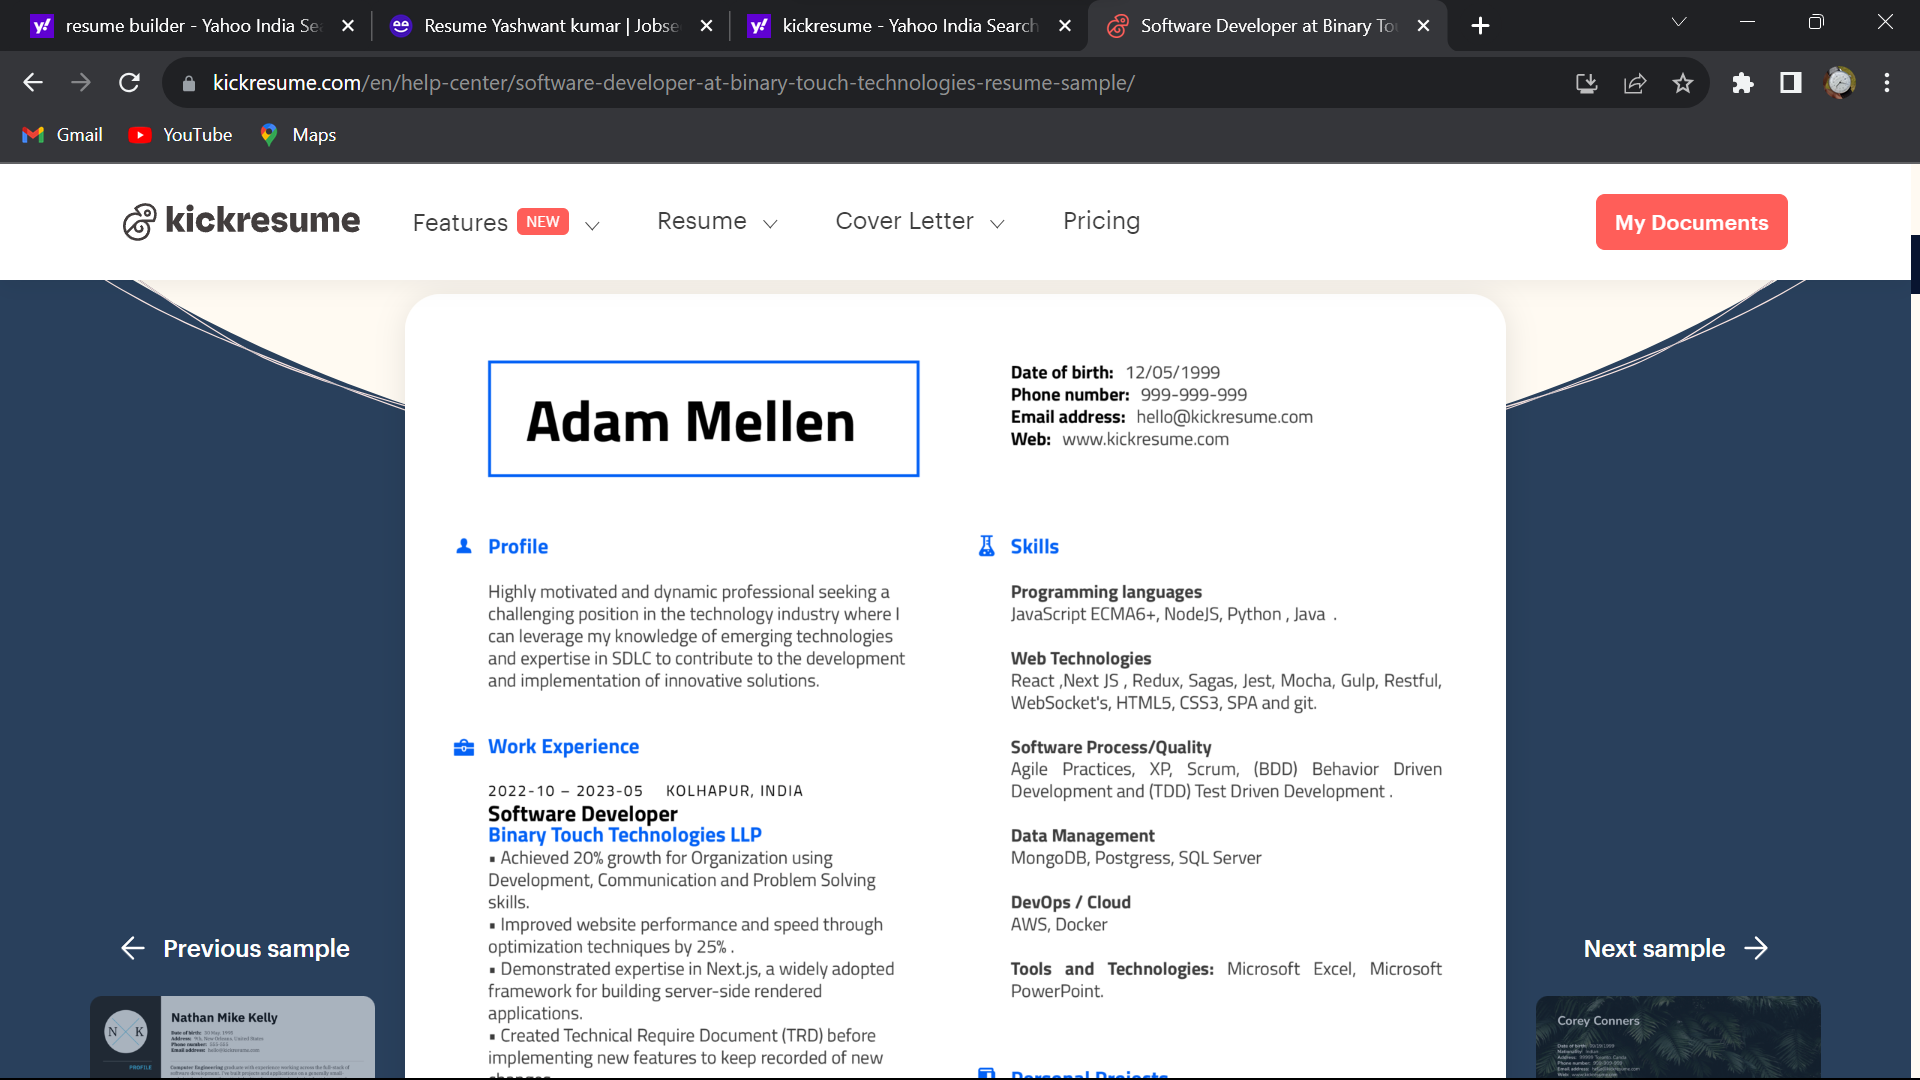 resume builder - Yahoo India Se
Resume Yashwant kumar | Jobse
kickresume - Yahoo India Search
Software Developer at Binary To
kickresume.com/en/help-center/software-developer-at-binary-touch-technologies-resume-sample/
Gmail
YouTube
Maps
kickresume
Features NEW
Resume
Cover Letter
Pricing
My Documents
Adam Mellen
Date of birth: 12/05/1999
Phone number: 999-999-999
Email address: hello@kickresume.com
Web: www.kickresume.com
Profile
Highly motivated and dynamic professional seeking a
challenging position in the technology industry where I
can leverage my knowledge of emerging technologies
and expertise in SDLC to contribute to the development
and implementation of innovative solutions.
Work Experience
2022-10 – 2023-05 KOLHAPUR, INDIA
Software Developer
Binary Touch Technologies LLP
▪ Achieved 20% growth for Organization using
Development, Communication and Problem Solving
skills.
▪ Improved website performance and speed through
optimization techniques by 25% .
▪ Demonstrated expertise in Next.js, a widely adopted
framework for building server-side rendered
applications.
▪ Created Technical Require Document (TRD) before
implementing new features to keep recorded of new
Skills
Programming languages
JavaScript ECMA6+, NodeJS, Python , Java .
Web Technologies
React ,Next JS , Redux, Sagas, Jest, Mocha, Gulp, Restful,
WebSocket's, HTML5, CSS3, SPA and git.
Software Process/Quality
Agile Practices, XP, Scrum, (BDD) Behavior Driven
Development and (TDD) Test Driven Development .
Data Management
MongoDB, Postgress, SQL Server
DevOps / Cloud
AWS, Docker
Tools and Technologies: Microsoft Excel, Microsoft
PowerPoint.
Personal Projects
Previous sample
N K
Nathan Mike Kelly
PROFILE
Next sample
Corey Conners